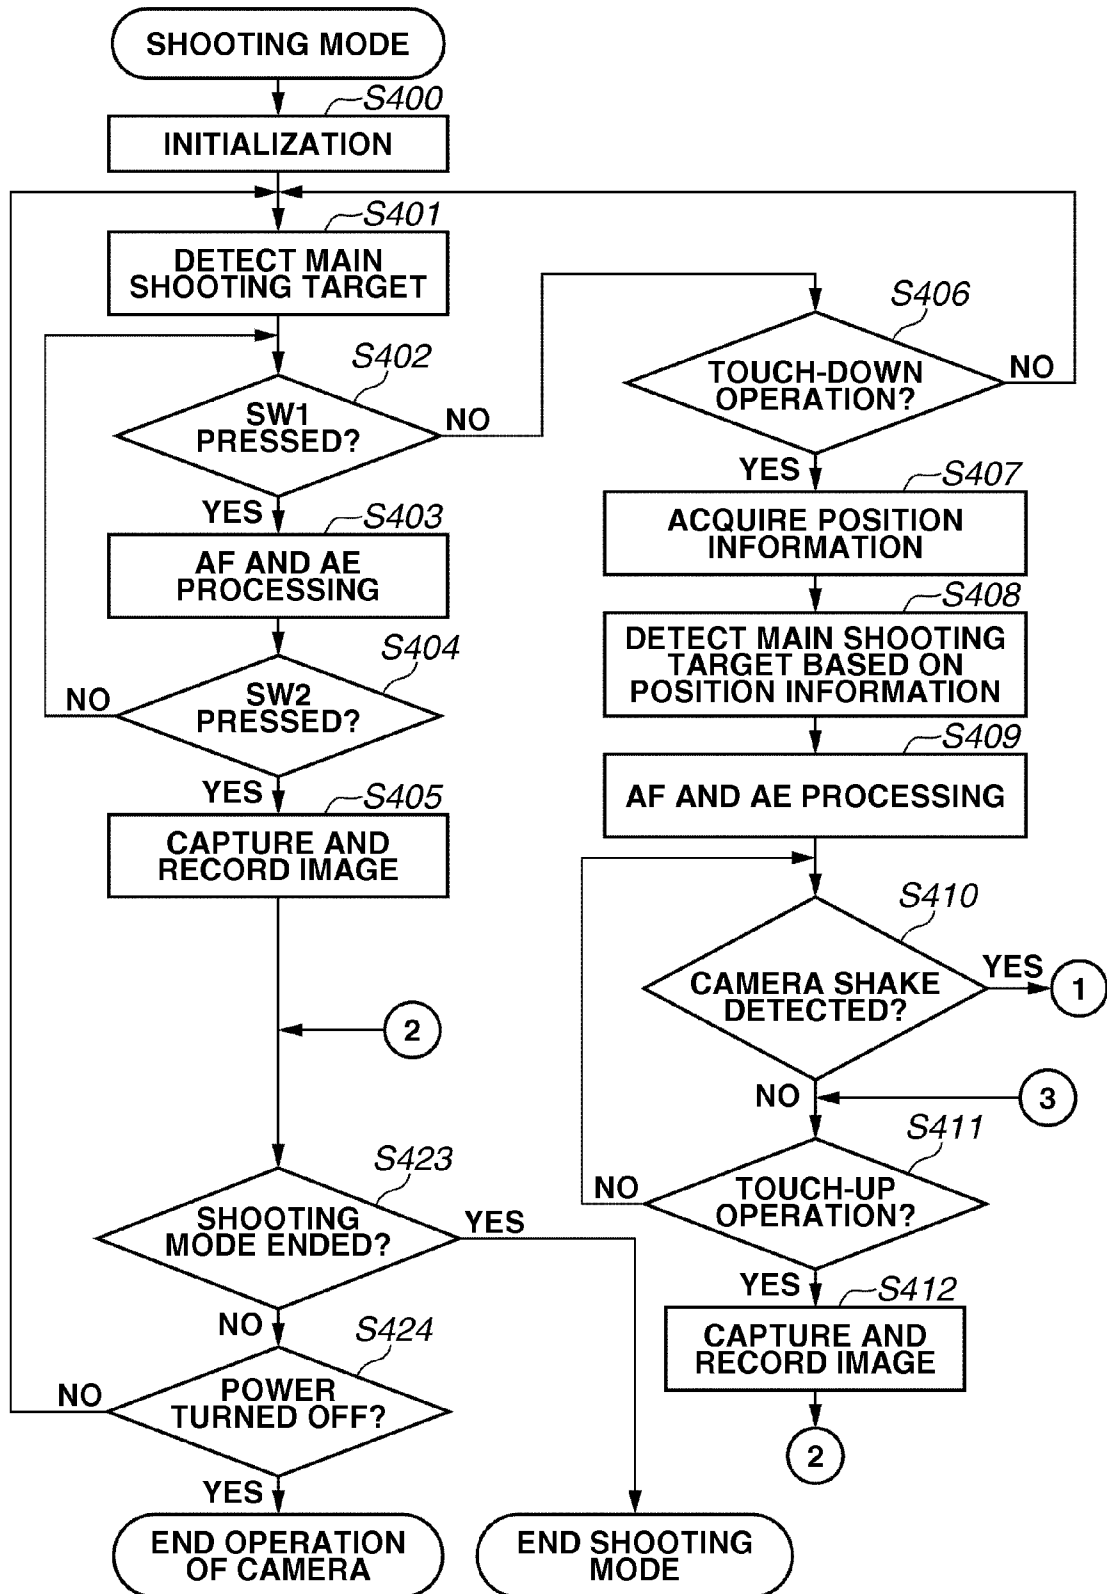 SHOOTING MODE
S400
INITIALIZATION
S401
DETECT MAIN
SHOOTING TARGET
S402
SW1
PRESSED?
NO
YES
S403
AF AND AE
PROCESSING
S404
SW2
PRESSED?
NO
YES
S405
CAPTURE AND
RECORD IMAGE
2
S423
SHOOTING
MODE ENDED?
YES
NO
S424
POWER
TURNED OFF?
NO
YES
END OPERATION
OF CAMERA
END SHOOTING
MODE
S406
TOUCH-DOWN
OPERATION?
NO
YES
S407
ACQUIRE POSITION
INFORMATION
S408
DETECT MAIN SHOOTING
TARGET BASED ON
POSITION INFORMATION
S409
AF AND AE PROCESSING
S410
CAMERA SHAKE
DETECTED?
YES
1
NO
3
S411
TOUCH-UP
OPERATION?
NO
YES
S412
CAPTURE AND
RECORD IMAGE
2